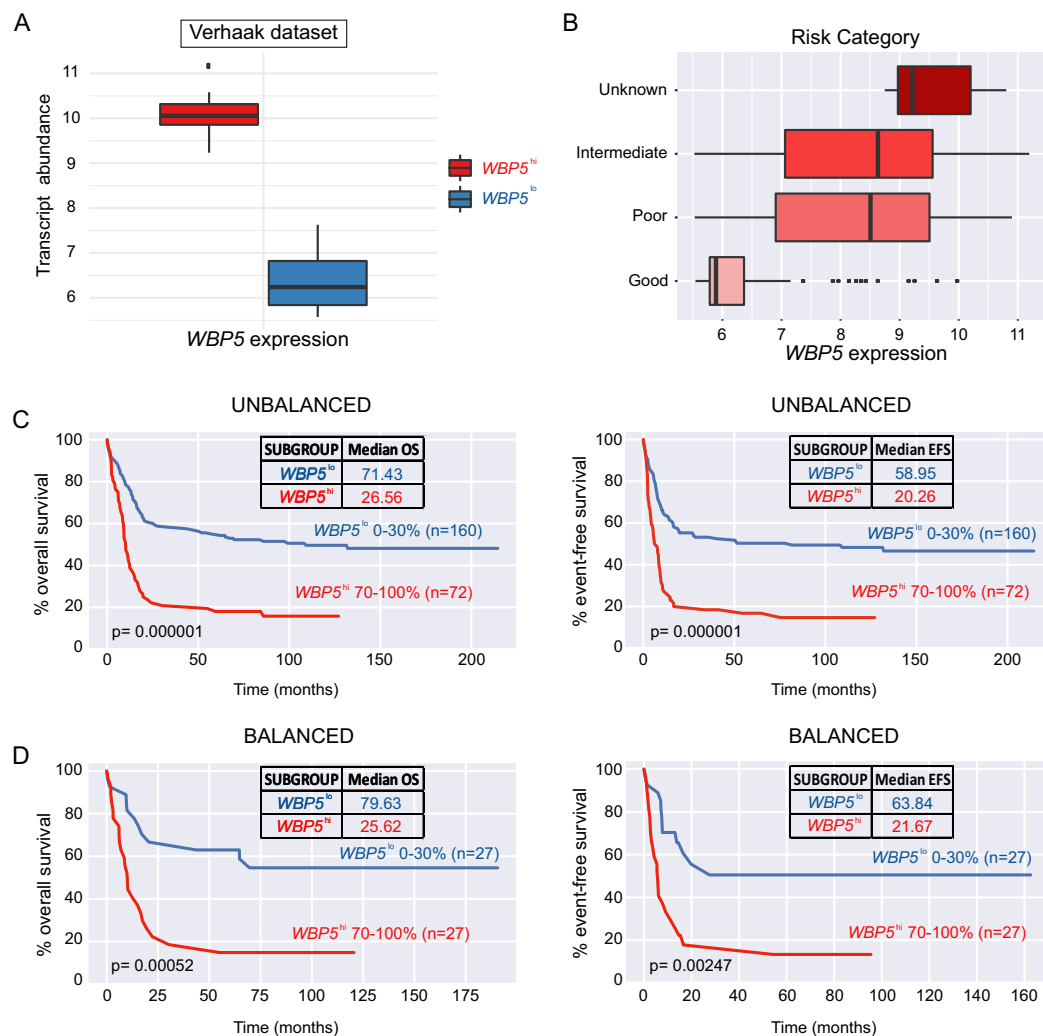 A
Verhaak dataset
Transcript abundance
11
10
9
8
7
6
WBP5 expression
WBP5hi
WBP5lo
B
Risk Category
Unknown
Intermediate
Poor
Good
6 7 8 9 10 11
WBP5 expression
C
UNBALANCED
% overall survival
100
80
60
40
20
0
SUBGROUP Median OS
WBP5lo 71.43
WBP5hi 26.56
WBP5lo 0-30% (n=160)
WBP5hi 70-100% (n=72)
p= 0.000001
0 50 100 150 200
Time (months)
UNBALANCED
% event-free survival
100
80
60
40
20
0
SUBGROUP Median EFS
WBP5lo 58.95
WBP5hi 20.26
WBP5lo 0-30% (n=160)
WBP5hi 70-100% (n=72)
p= 0.000001
0 50 100 150 200
Time (months)
D
BALANCED
% overall survival
100
80
60
40
20
0
SUBGROUP Median OS
WBP5lo 79.63
WBP5hi 25.62
WBP5lo 0-30% (n=27)
WBP5hi 70-100% (n=27)
p= 0.00052
0 25 50 75 100 125 150 175
Time (months)
BALANCED
% event-free survival
100
80
60
40
20
0
SUBGROUP Median EFS
WBP5lo 63.84
WBP5hi 21.67
WBP5lo 0-30% (n=27)
WBP5hi 70-100% (n=27)
p= 0.00247
0 20 40 60 80 100 120 140 160
Time (months)